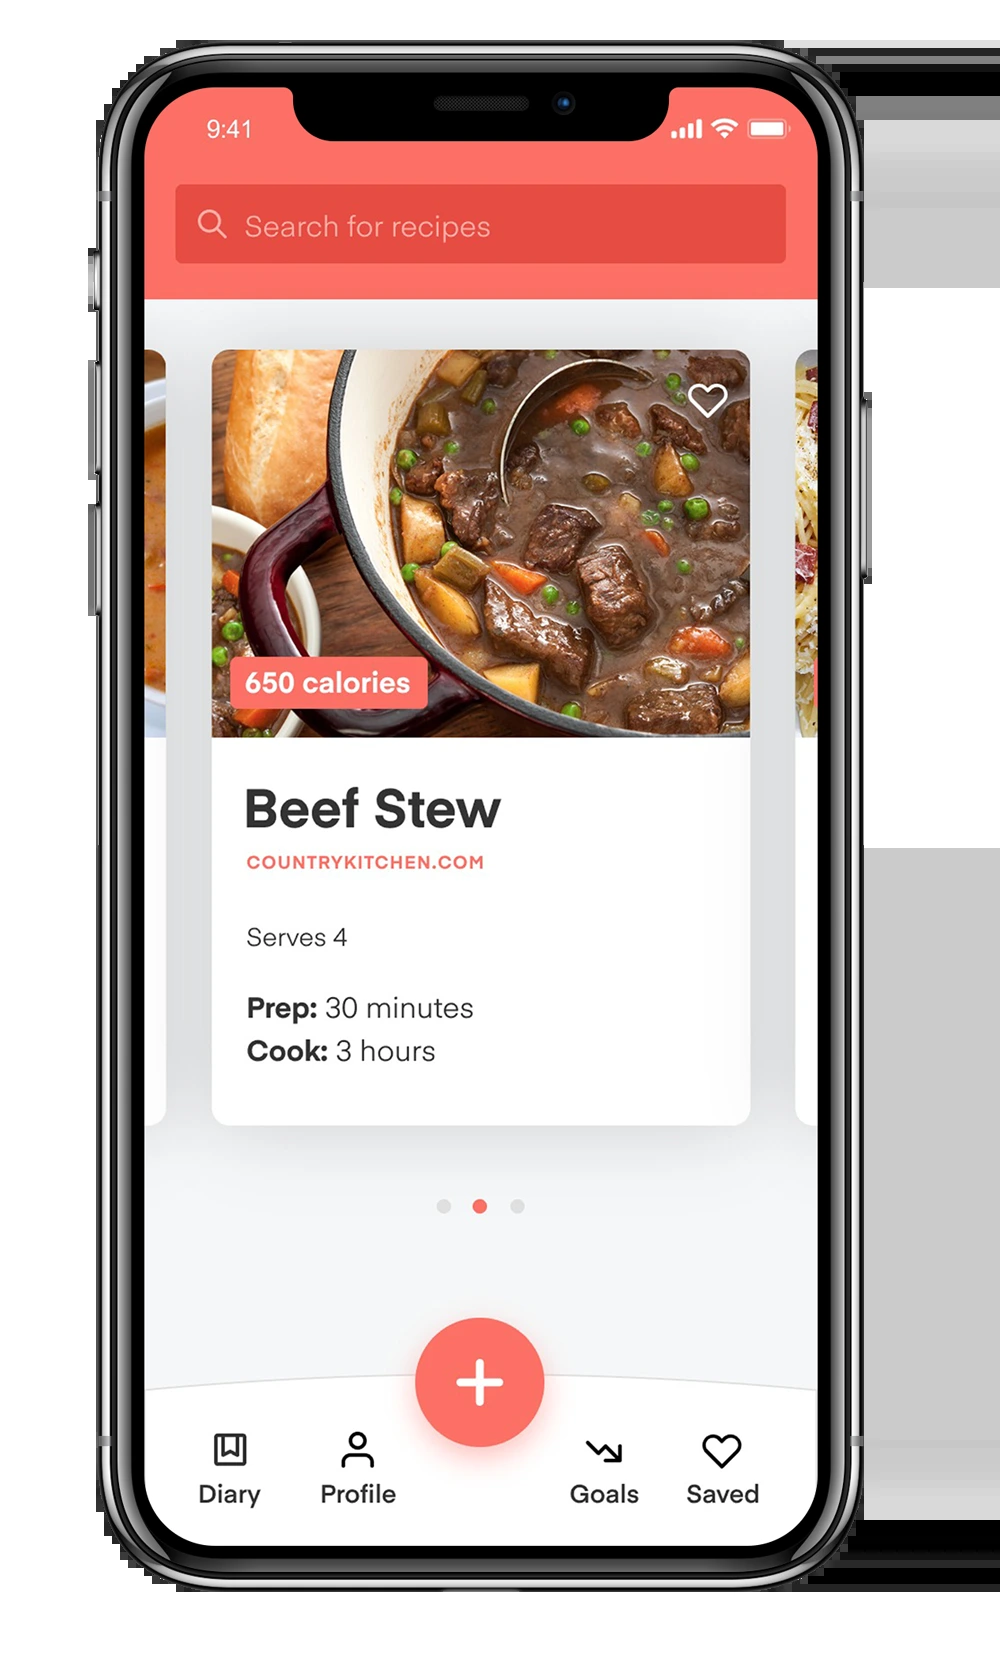 9:41
Search for recipes
650 calories
Beef Stew
COUNTRYKITCHEN.COM
Serves 4
Prep: 30 minutes
Cook: 3 hours
Diary
Profile
Goals
Saved